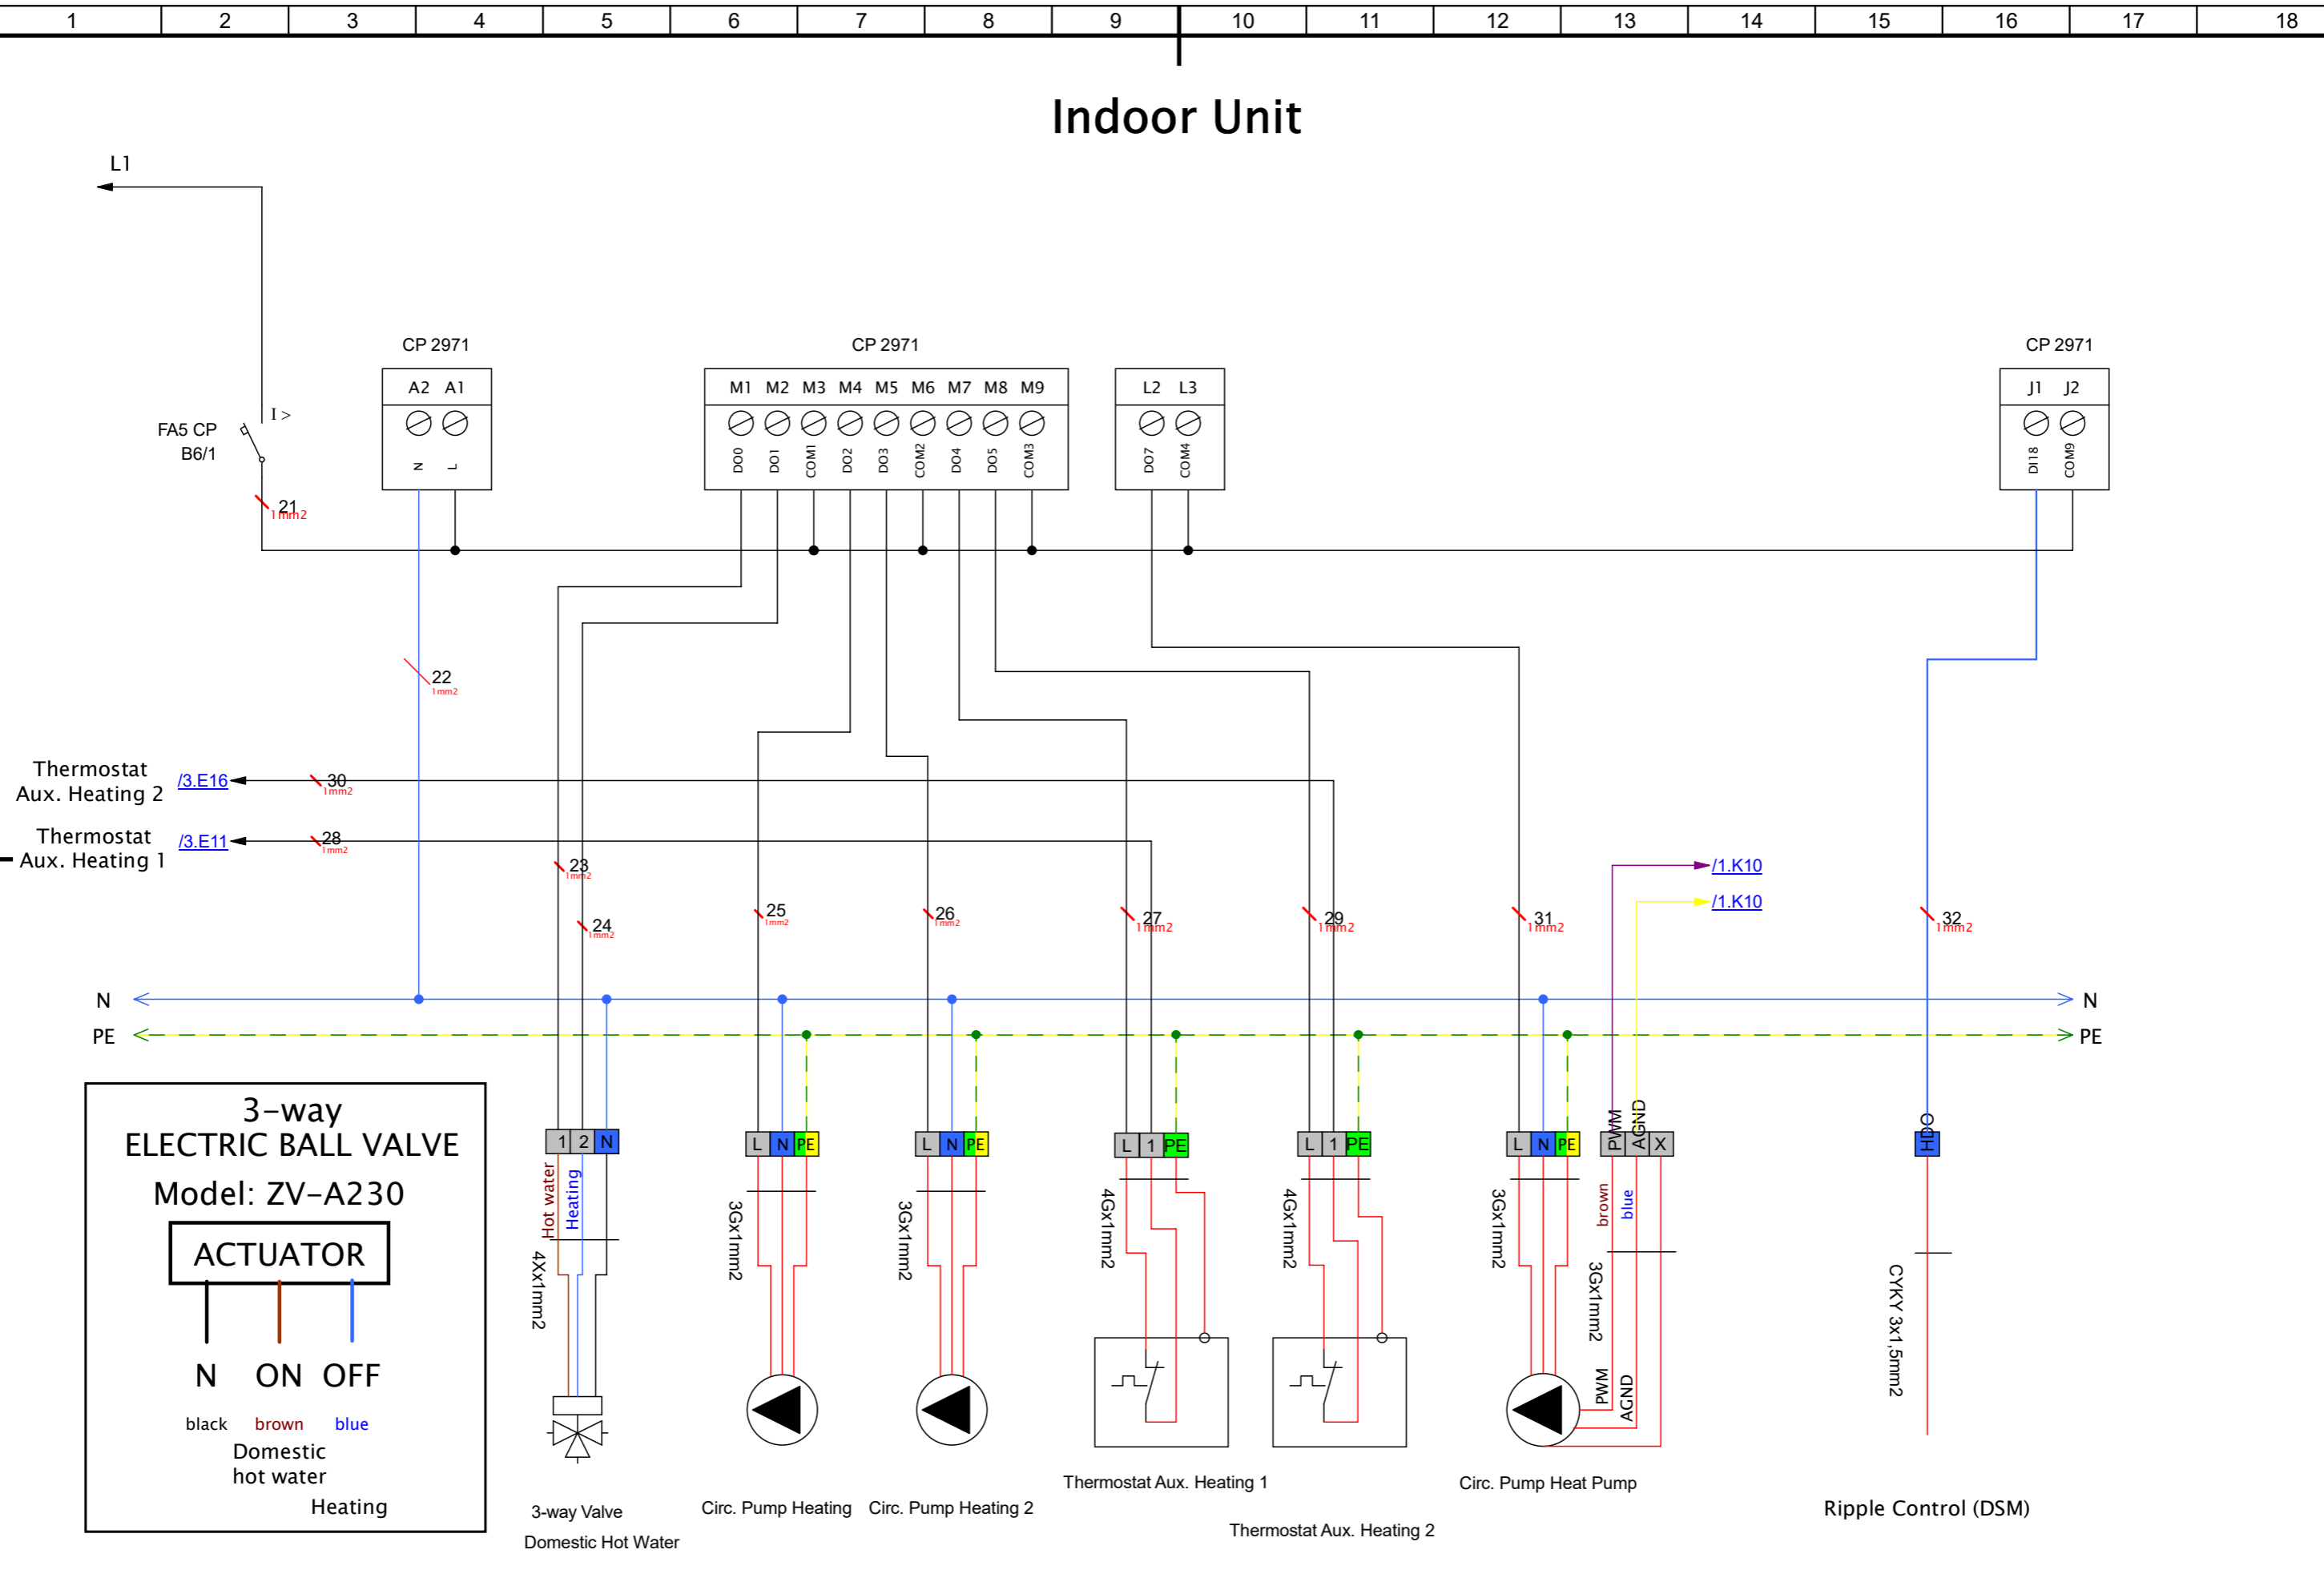 1 2 3 4 5 6 7 8 9 10 11 12 13 14 15 16 17 18
Indoor Unit
L1
CP 2971 CP 2971 CP 2971
A2 A1 M1 M2 M3 M4 M5 M6 M7 M8 M9 L2 L3 J1 J2
I >
FA5 CP
B6/1
N L DO0 DO1 COM1 DO2 DO3 COM2 DO4 DO5 COM3 DO7 COM4 DI18 COM9
21
1mm2
22
1mm2
Thermostat
Aux. Heating 2
/3.E16
30
1mm2
Thermostat
Aux. Heating 1
/3.E11
28
1mm2
23
1mm2
24
1mm2
25
1mm2
26
1mm2
27
1mm2
29
1mm2
31
1mm2
/1.K10
/1.K10
32
1mm2
N N
PE PE
3-way
ELECTRIC BALL VALVE
Model: ZV-A230
ACTUATOR
N ON OFF
black brown blue
Domestic
hot water
Heating
1 2 N
Hot water
Heating
4Xx1mm2
3-way Valve
Domestic Hot Water
L N PE
3Gx1mm2
Circ. Pump Heating
L N PE
3Gx1mm2
Circ. Pump Heating 2
L 1 PE
4Gx1mm2
Thermostat Aux. Heating 1
L 1 PE
4Gx1mm2
Thermostat Aux. Heating 2
L N PE
3Gx1mm2
PWM AGND X
brown
blue
3Gx1mm2
PWM
AGND
Circ. Pump Heat Pump
HDO
CYKY 3x1,5mm2
Ripple Control (DSM)